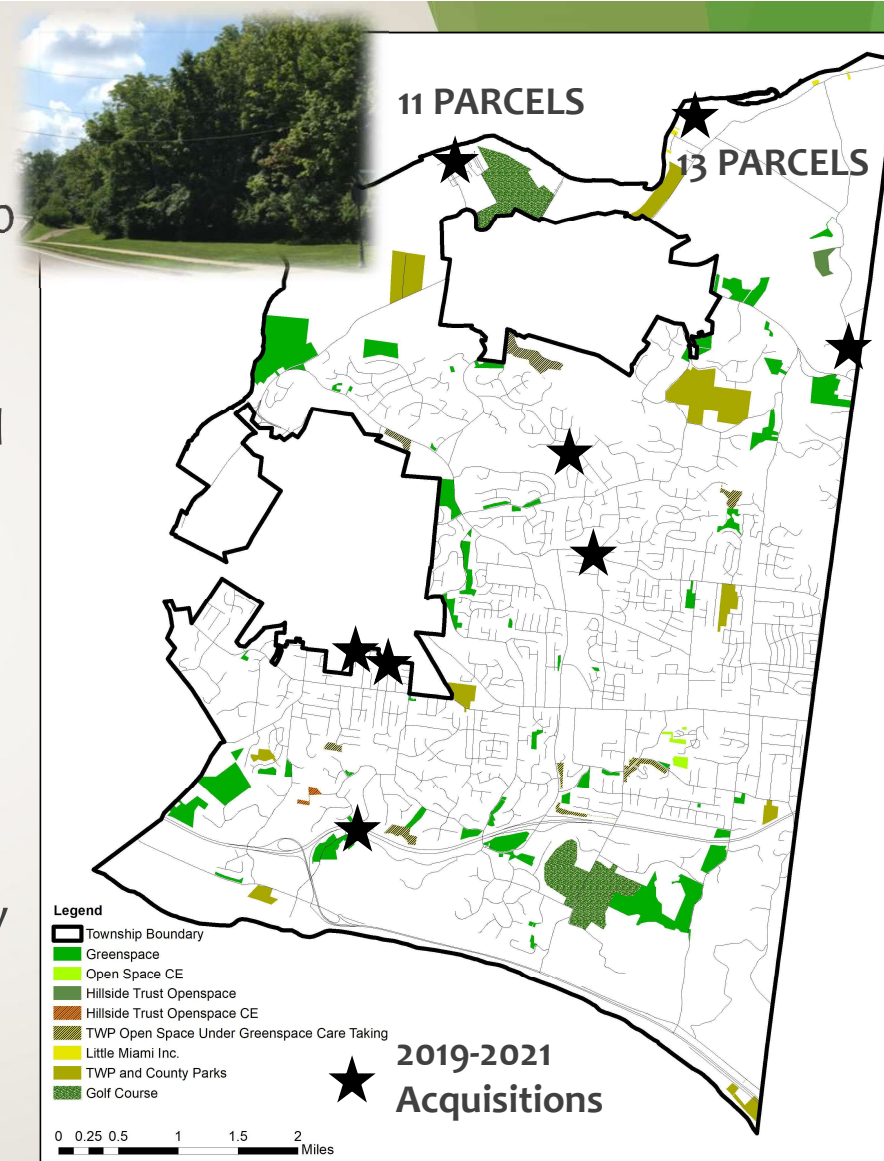 11 PARCELS
13 PARCELS
Legend
Township Boundary
Greenspace
Open Space CE
Hillside Trust Openspace
Hillside Trust Openspace CE
TWP Open Space Under Greenspace Care Taking
Little Miami Inc.
TWP and County Parks
Golf Course
2019-2021
Acquisitions
0 0.25 0.5 1 1.5 2
Miles